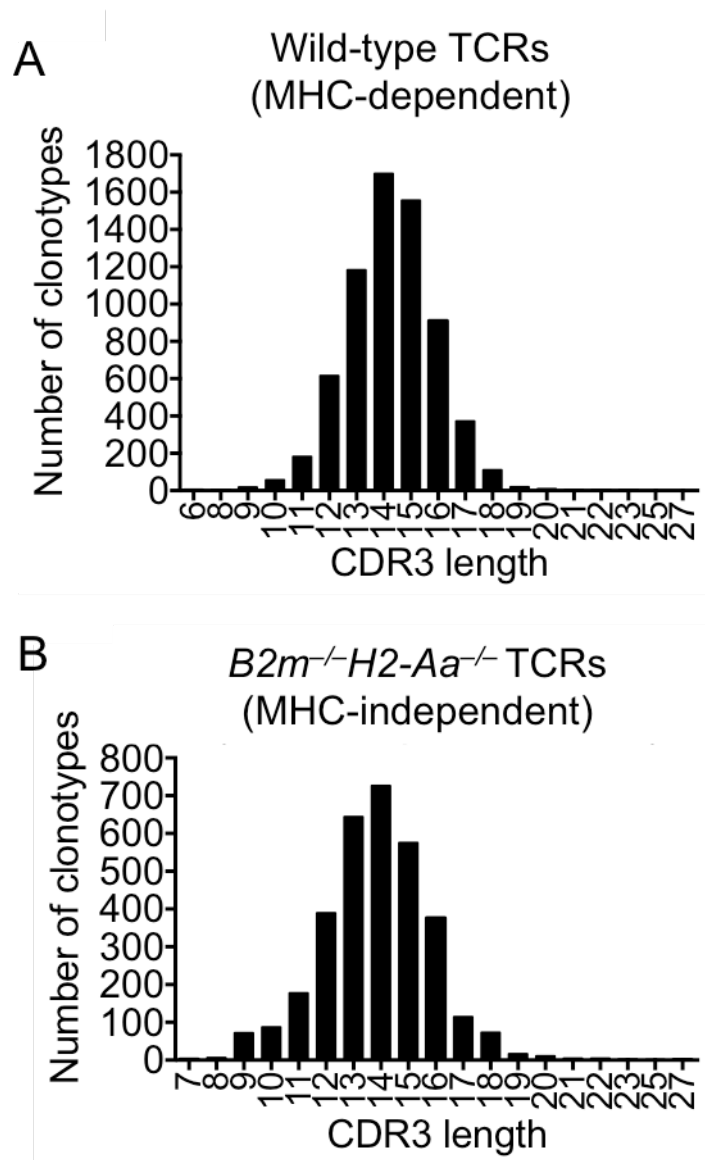 A
Wild-type TCRs
(MHC-dependent)
Number of clonotypes
1800
1600
1400
1200
1000
800
600
400
200
0
6 8 9 10 11 12 13 14 15 16 17 18 19 20 21 22 23 25 27
CDR3 length
B
B2m–/–H2-Aa–/– TCRs
(MHC-independent)
Number of clonotypes
800
700
600
500
400
300
200
100
0
7 8 9 10 11 12 13 14 15 16 17 18 19 20 21 22 23 25 27
CDR3 length